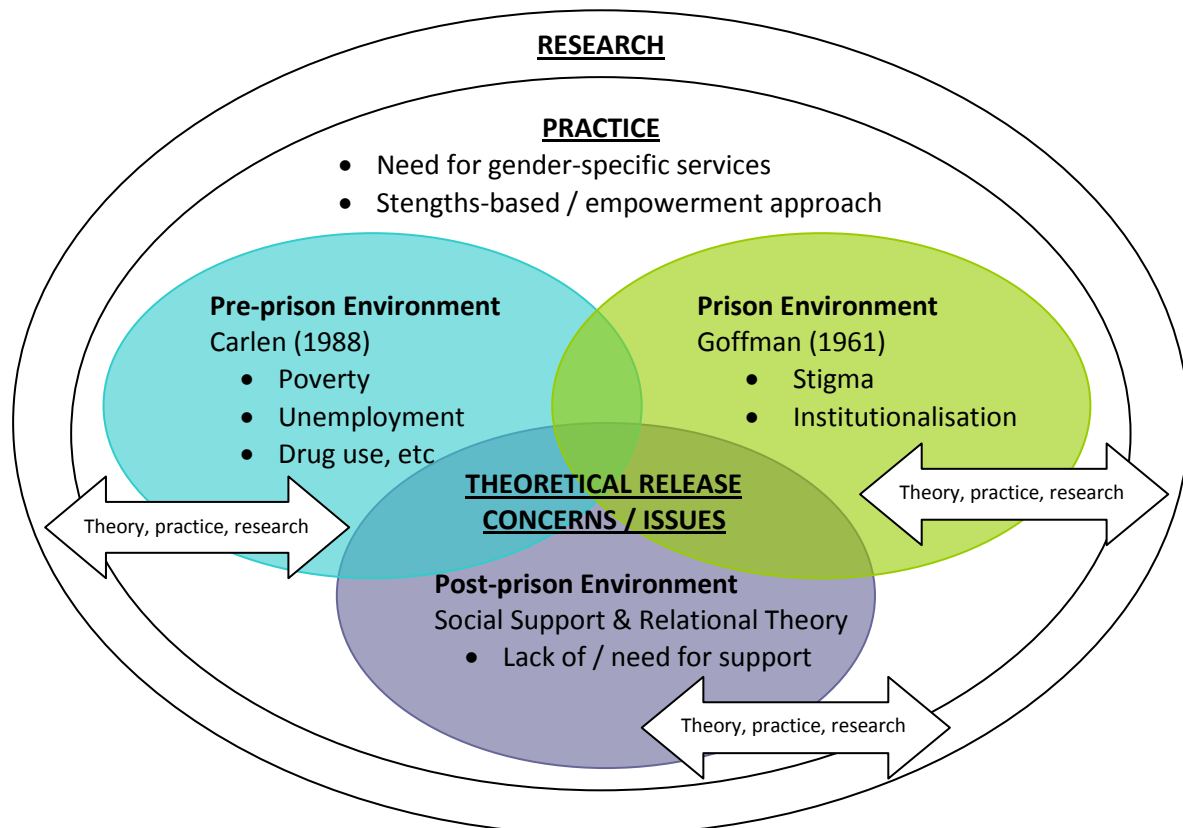 RESEARCH
PRACTICE
• Need for gender-specific services
• Stengths-based / empowerment approach
Pre-prison Environment
Carlen (1988)
• Poverty
• Unemployment
• Drug use, etc
Prison Environment
Goffman (1961)
• Stigma
• Institutionalisation
THEORETICAL RELEASE
CONCERNS / ISSUES
Theory, practice, research
Theory, practice, research
Post-prison Environment
Social Support & Relational Theory
• Lack of / need for support
Theory, practice, research